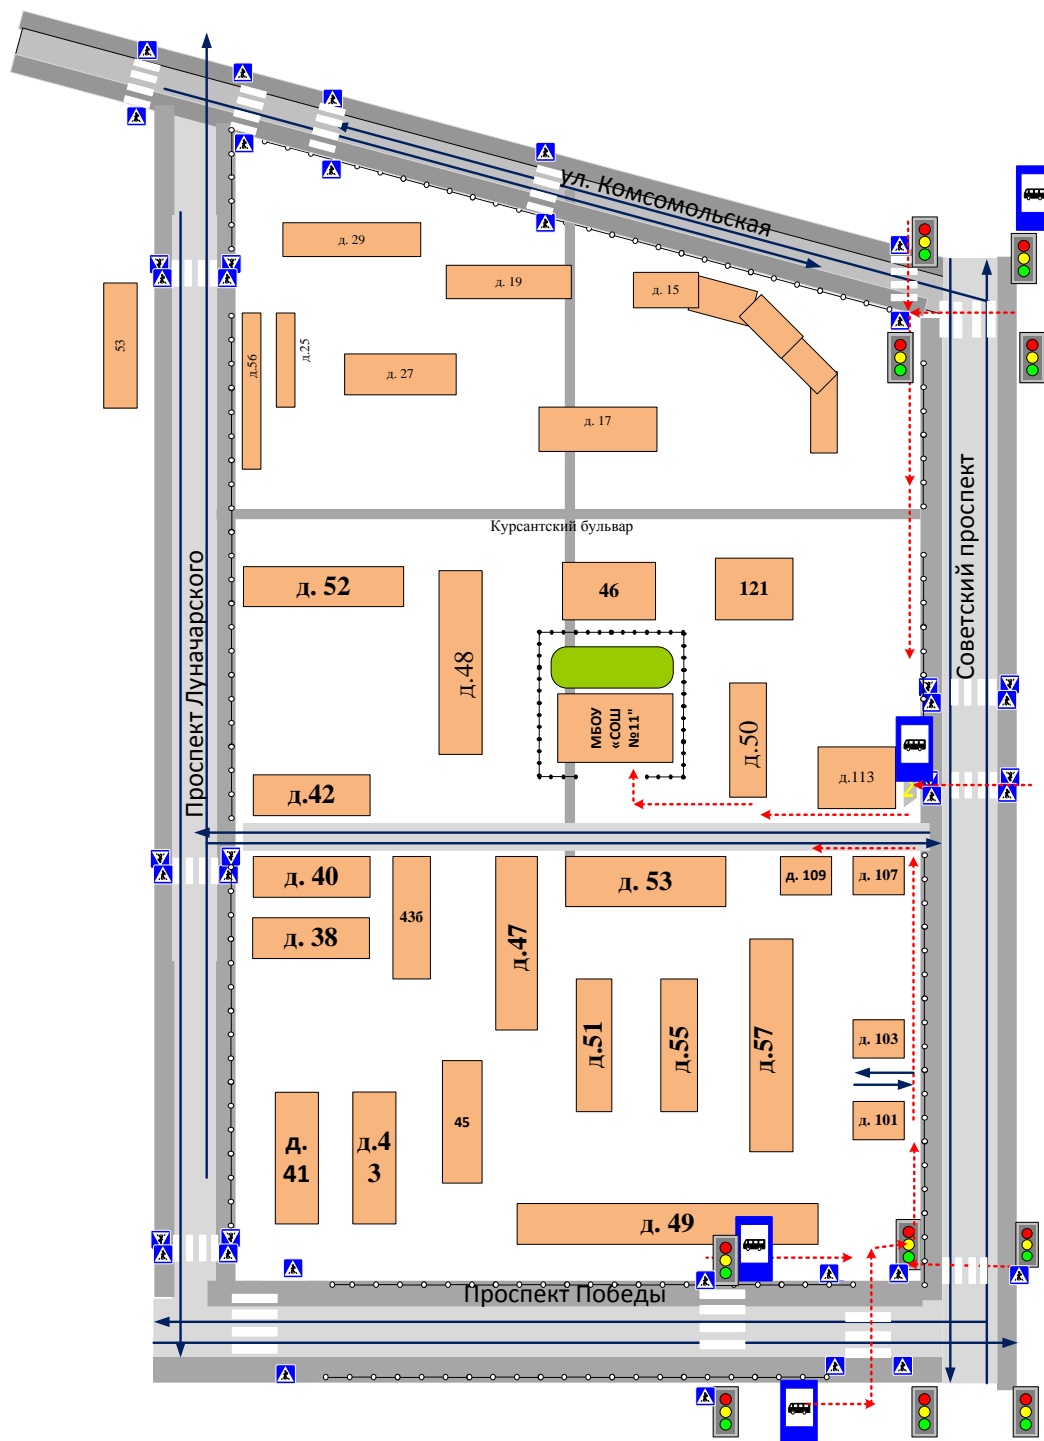 ул. Комсомольская
д. 29
д. 19
д. 15
53
д.56
д.25
д. 27
д. 17
Курсантский бульвар
Проспект Луначарского
Советский проспект
д. 52
д.48
46
121
МБОУ
«СОШ
№11"
д.50
д.113
2
д.42
д. 40
д. 38
43б
д.47
д. 53
д. 109
д. 107
д.51
д.55
д.57
д. 103
д. 101
д.
41
д.4
3
45
д. 49
Проспект Победы